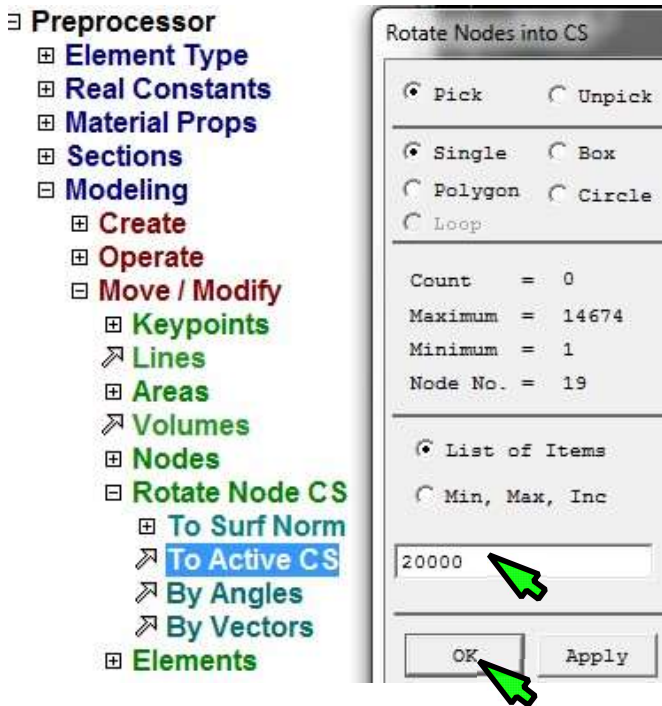 Preprocessor
Element Type
Real Constants
Material Props
Sections
Modeling
Create
Operate
Move / Modify
Keypoints
Lines
Areas
Volumes
Nodes
Rotate Node CS
To Surf Norm
To Active CS
By Angles
By Vectors
Elements
Rotate Nodes into CS
Pick Unpick
Single Box
Polygon Circle
Loop
Count = 0
Maximum = 14674
Minimum = 1
Node No. = 19
List of Items
Min, Max, Inc
20000
OK Apply